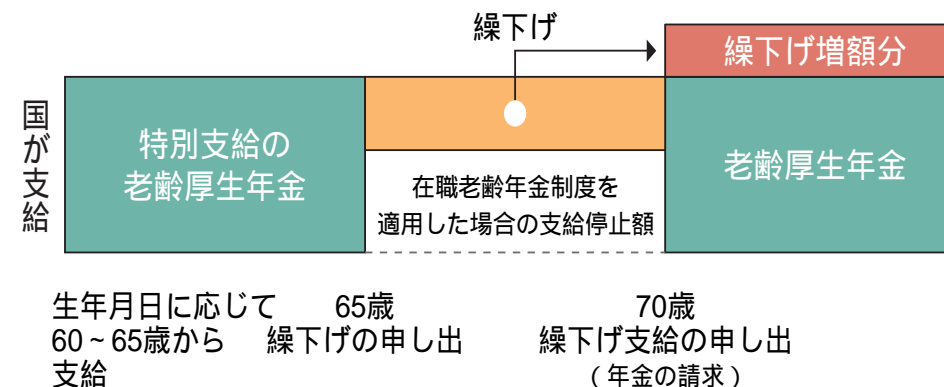 繰下げ
繰下げ増額分
国が支給
特別支給の
老齢厚生年金
在職老齢年金制度を
適用した場合の支給停止額
老齢厚生年金
生年月日に応じて
60~65歳から
支給
65歳
繰下げの申し出
70歳
繰下げ支給の申し出
(年金の請求)